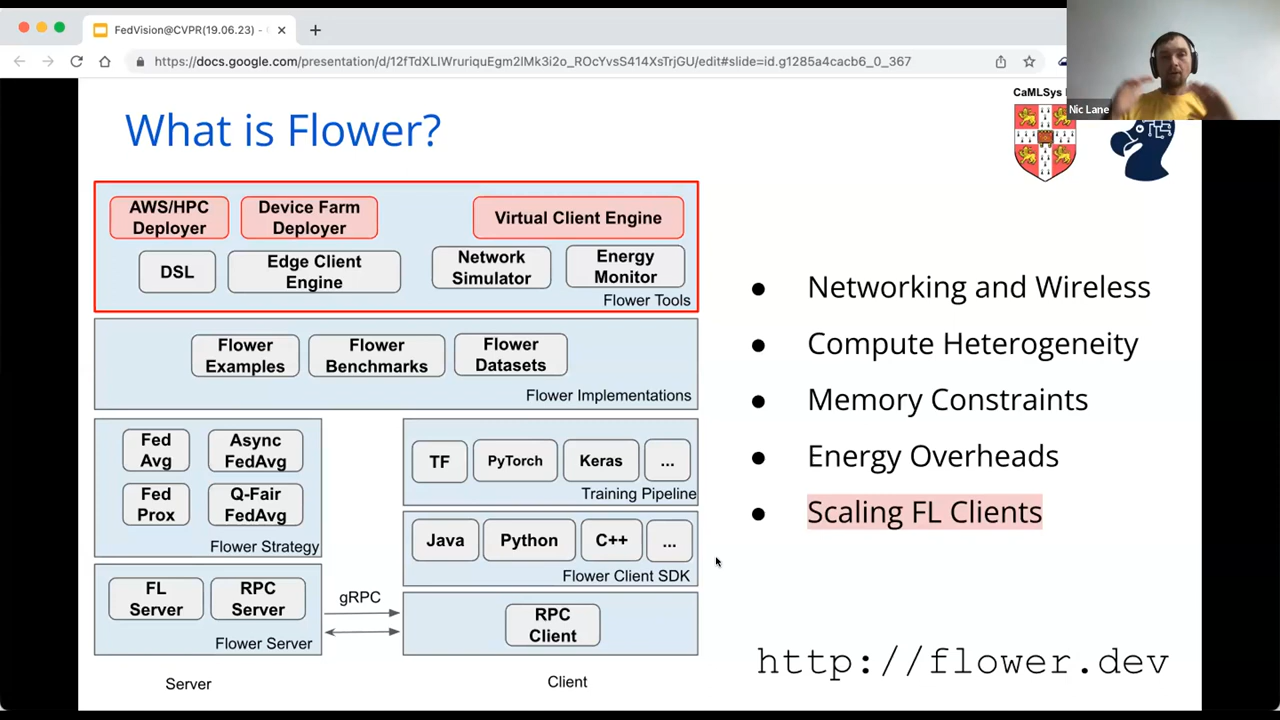 FedVision@CVPR(19.06.23) -
https://docs.google.com/presentation/d/12fTdXLIWruriquEgm2lMk3i2o_ROcYvsS414XsTrjGU/edit#slide=id.g1285a4cacb6_0_367
Nic Lane
CaMLSys
What is Flower?
AWS/HPC
Deployer
Device Farm
Deployer
Virtual Client Engine
DSL
Edge Client
Engine
Network
Simulator
Energy
Monitor
Flower Tools
Flower
Examples
Flower
Benchmarks
Flower
Datasets
Flower Implementations
Fed
Avg
Async
FedAvg
Fed
Prox
Q-Fair
FedAvg
Flower Strategy
FL
Server
RPC
Server
Flower Server
Server
gRPC
TF
PyTorch
Keras
...
Training Pipeline
Java
Python
C++
...
Flower Client SDK
RPC
Client
Client
● Networking and Wireless
● Compute Heterogeneity
● Memory Constraints
● Energy Overheads
● Scaling FL Clients
http://flower.dev